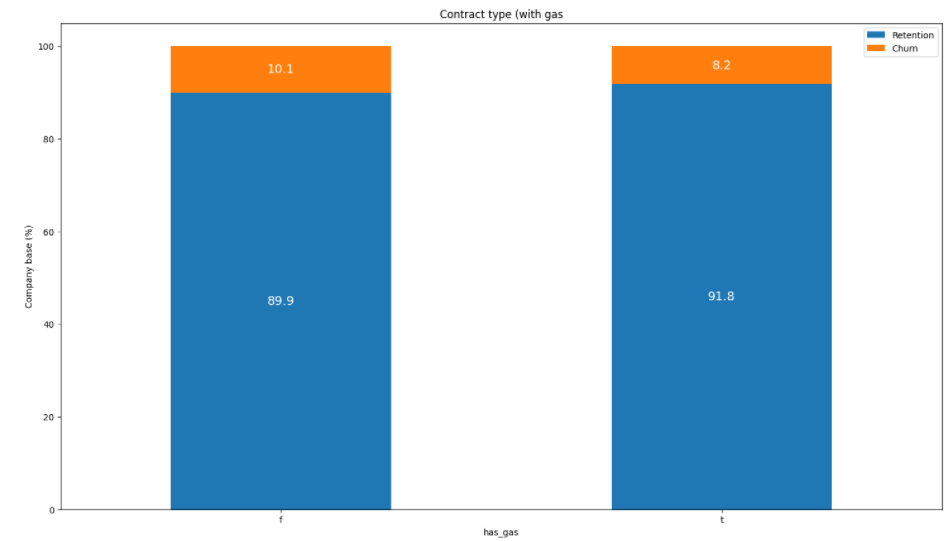 Contract type (with gas
Retention
Churn
100
80
60
40
20
0
Company base (%)
10.1
8.2
89.9
91.8
f
t
has_gas